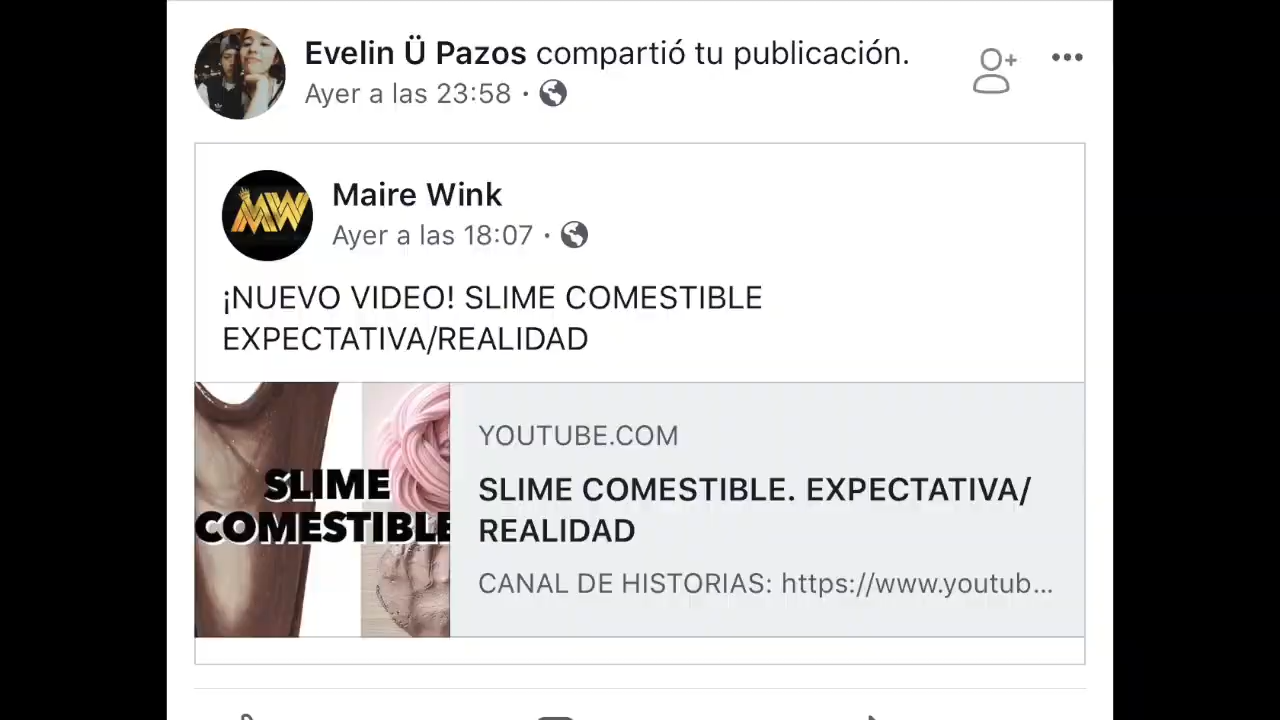 Evelin Ü Pazos compartió tu publicación.
Ayer a las 23:58 ·
MW
Maire Wink
Ayer a las 18:07 ·
¡NUEVO VIDEO! SLIME COMESTIBLE
EXPECTATIVA/REALIDAD
SLIME
COMESTIBLE
YOUTUBE.COM
SLIME COMESTIBLE. EXPECTATIVA/
REALIDAD
CANAL DE HISTORIAS: https://www.youtub...